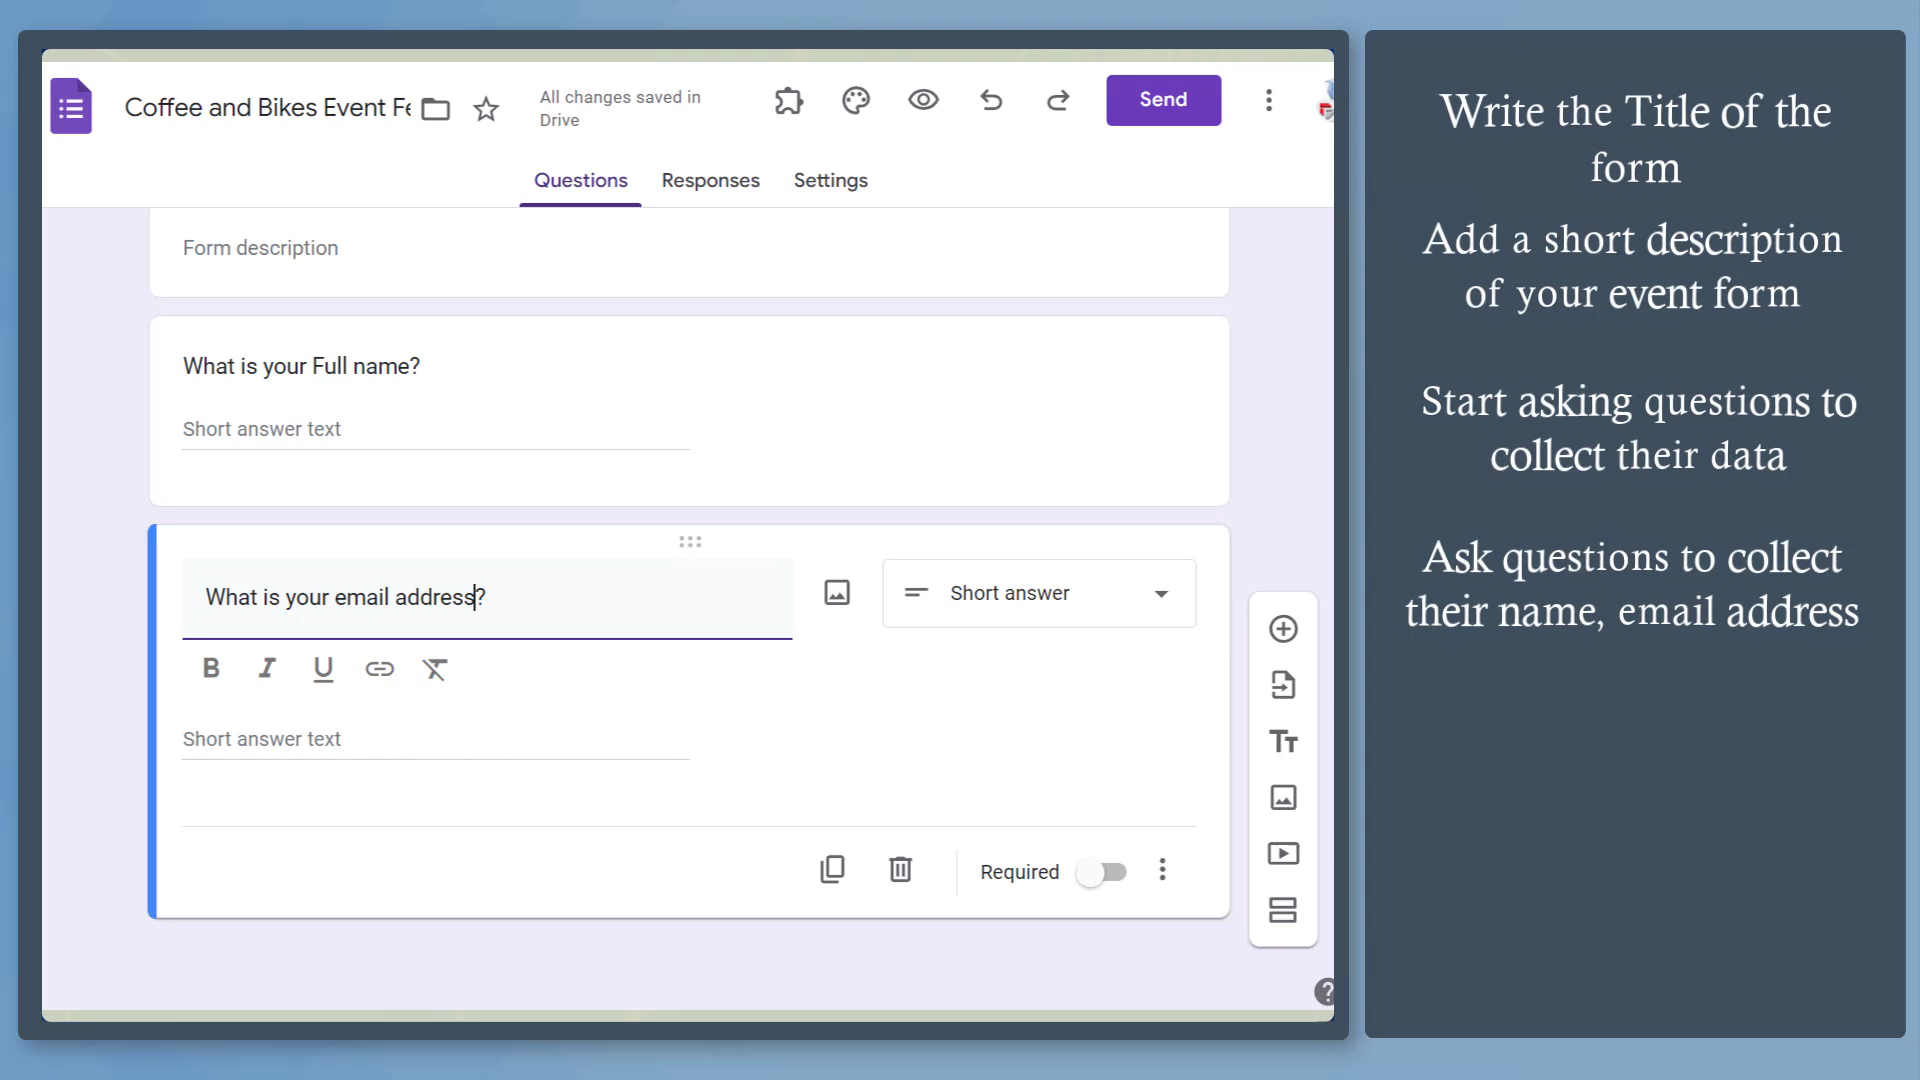 Coffee and Bikes Event Fe
All changes saved in
Drive
Send
Questions
Responses
Settings
Form description
What is your Full name?
Short answer text
What is your email address?
Short answer
B I U
Short answer text
Required
Tt
?
Write the Title of the
form
Add a short description
of your event form
Start asking questions to
collect their data
Ask questions to collect
their name, email address